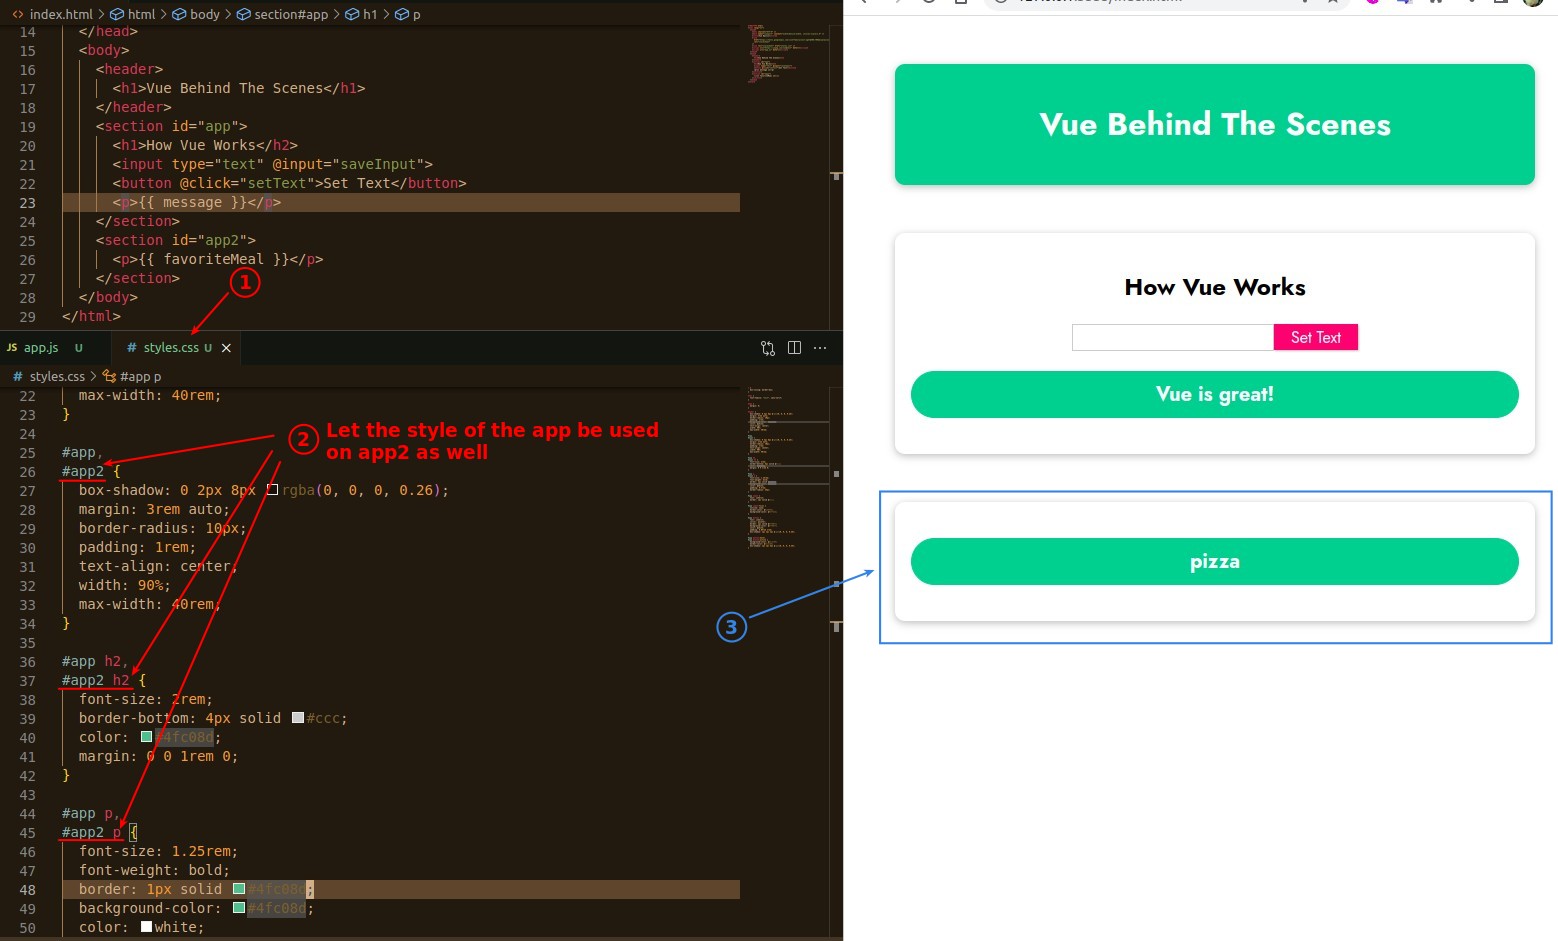 index.html > html > body > section#app > h1 > p
14 </head>
15 <body>
16 <header>
17 <h1>Vue Behind The Scenes</h1>
18 </header>
19 <section id="app">
20 <h1>How Vue Works</h2>
21 <input type="text" @input="saveInput">
22 <button @click="setText">Set Text</button>
23 <p>{{ message }}</p>
24 </section>
25 <section id="app2">
26 <p>{{ favoriteMeal }}</p>
27 </section>
28 </body>
29 </html>
1
JS app.js U # styles.css U
# styles.css > #app p
22 max-width: 40rem;
23 }
24
25 #app,
26 #app2 {
27 box-shadow: 0 2px 8px rgba(0, 0, 0, 0.26);
28 margin: 3rem auto;
29 border-radius: 10px;
30 padding: 1rem;
31 text-align: center;
32 width: 90%;
33 max-width: 40rem;
34 }
35
36 #app h2,
37 #app2 h2 {
38 font-size: 2rem;
39 border-bottom: 4px solid #ccc;
40 color: #4fc08d;
41 margin: 0 0 1rem 0;
42 }
43
44 #app p,
45 #app2 p {
46 font-size: 1.25rem;
47 font-weight: bold;
48 border: 1px solid #4fc08d;
49 background-color: #4fc08d;
50 color: white;
2 Let the style of the app be used
on app2 as well
3
Vue Behind The Scenes
How Vue Works
Set Text
Vue is great!
pizza